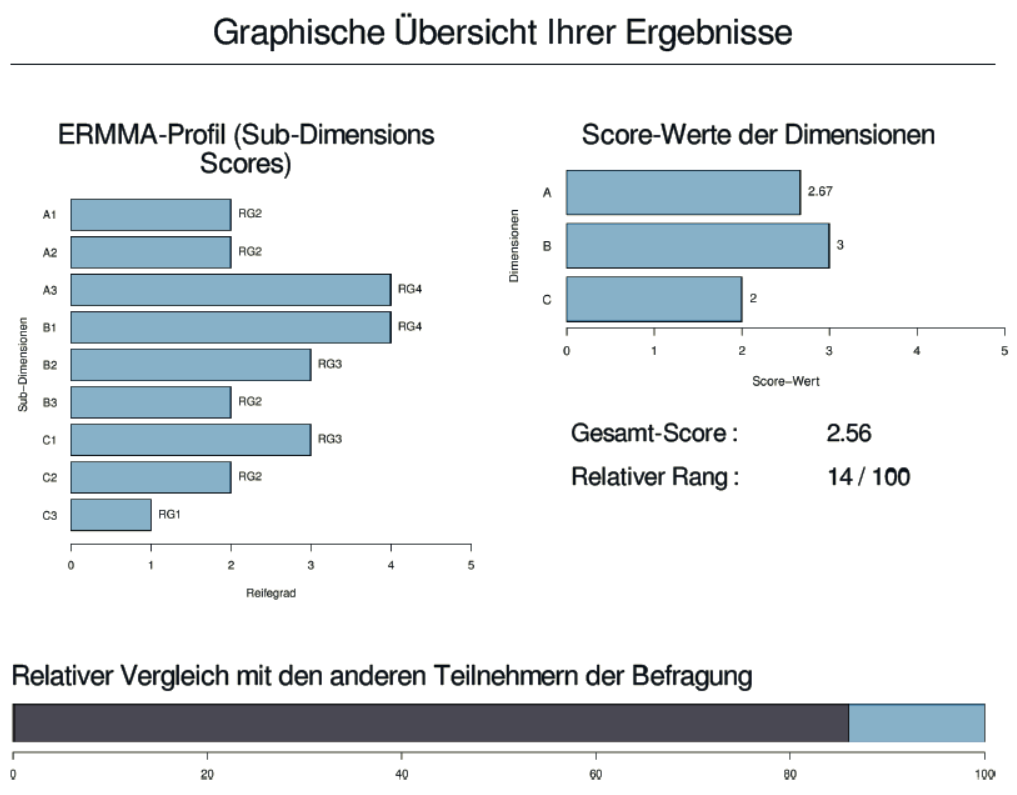 Graphische Übersicht Ihrer Ergebnisse
ERMMA-Profil (Sub-Dimensions
Scores)
Sub-Dimensionen
A1 RG2
A2 RG2
A3 RG4
B1 RG4
B2 RG3
B3 RG2
C1 RG3
C2 RG2
C3 RG1
0 1 2 3 4 5
Reifegrad
Score-Werte der Dimensionen
Dimensionen
A 2.67
B 3
C 2
0 1 2 3 4 5
Score-Wert
Gesamt-Score : 2.56
Relativer Rang : 14 / 100
Relativer Vergleich mit den anderen Teilnehmern der Befragung
0 20 40 60 80 100